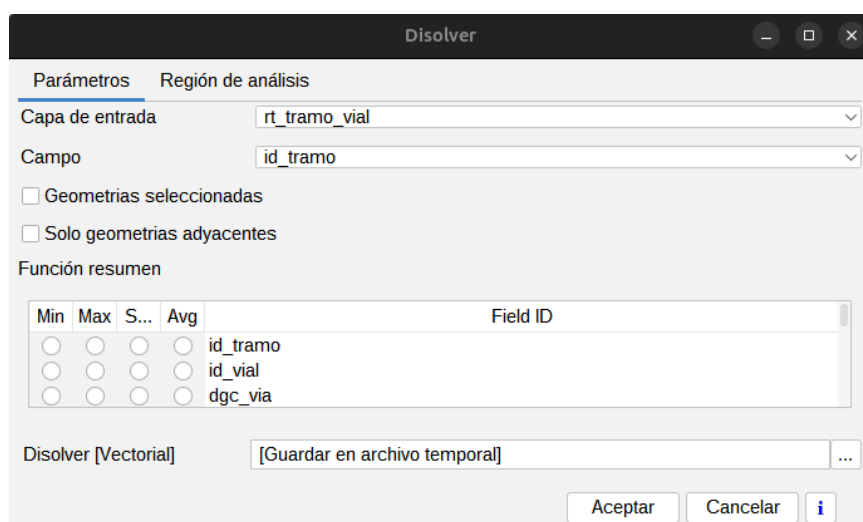 Disolver
Parámetros Región de análisis
Capa de entrada rt_tramo_vial
Campo id_tramo
Geometrias seleccionadas
Solo geometrias adyacentes
Función resumen
Min Max S... Avg Field ID
id_tramo
id_vial
dgc_via
Disolver [Vectorial] [Guardar en archivo temporal] ...
Aceptar Cancelar i